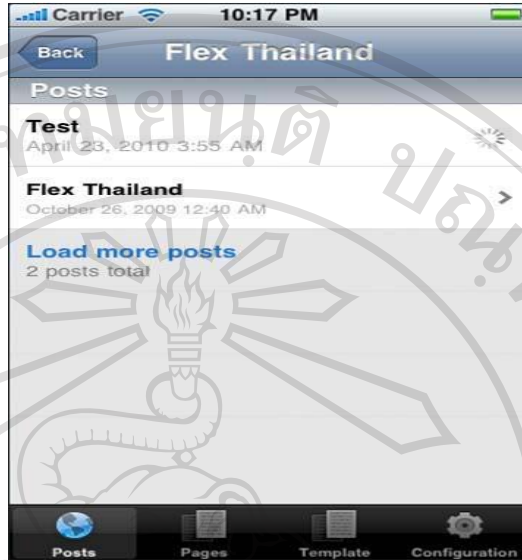 Carrier 10:17 PM
Back Flex Thailand
Posts
Test
April 23, 2010 3:55 AM
Flex Thailand
October 26, 2009 12:40 AM
Load more posts
2 posts total
Posts Pages Template Configuration